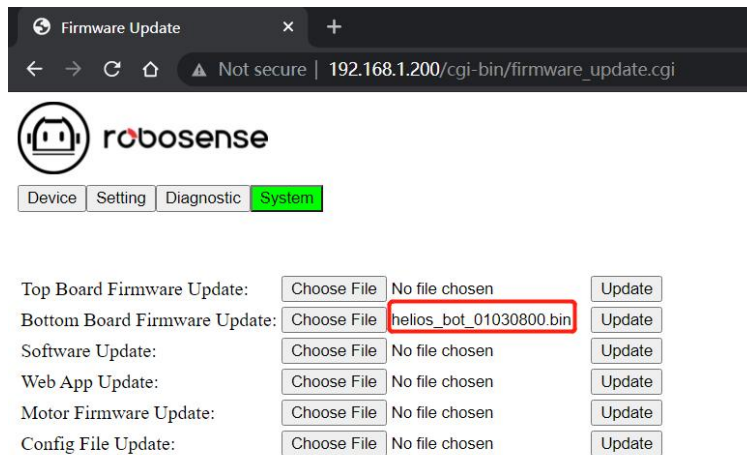 Firmware Update
Not secure | 192.168.1.200/cgi-bin/firmware_update.cgi
robosense
Device Setting Diagnostic System
Top Board Firmware Update: Choose File No file chosen Update
Bottom Board Firmware Update: Choose File helios_bot_01030800.bin Update
Software Update: Choose File No file chosen Update
Web App Update: Choose File No file chosen Update
Motor Firmware Update: Choose File No file chosen Update
Config File Update: Choose File No file chosen Update